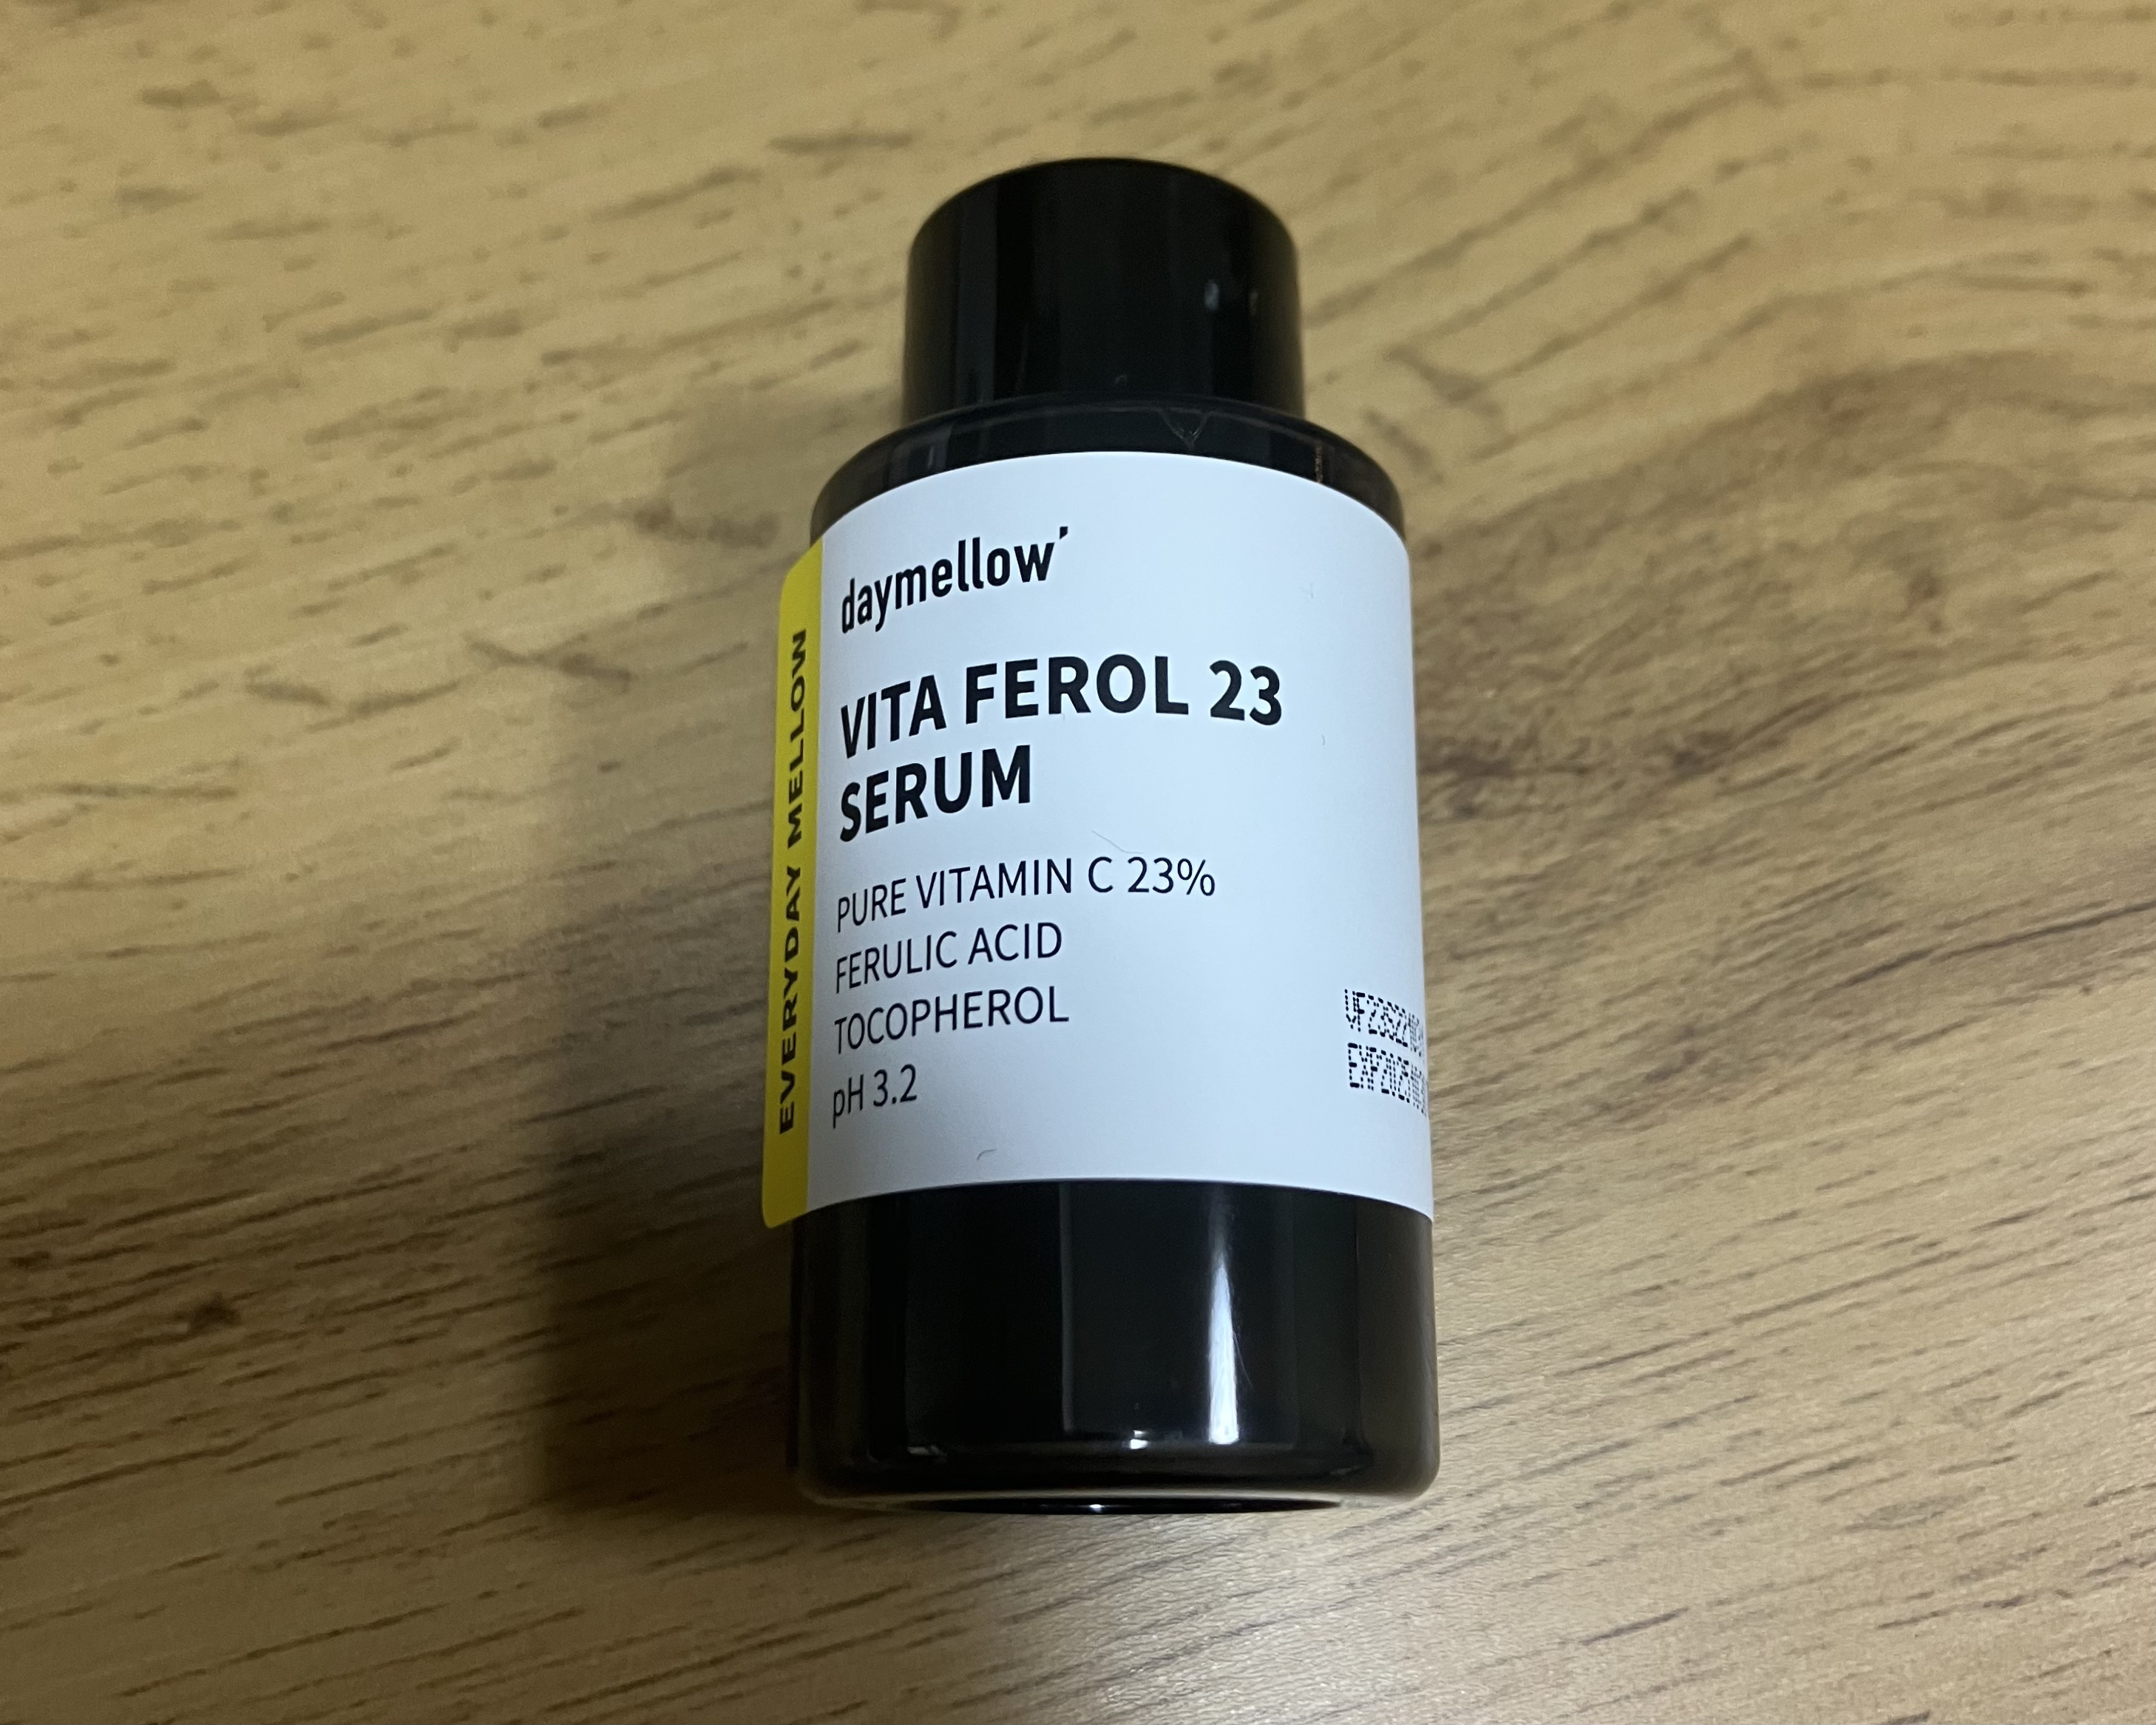 daymellow'
VITA FEROL 23
SERUM
PURE VITAMIN C 23%
FERULIC ACID
TOCOPHEROL
pH 3.2
EVERYDAY MELLOW